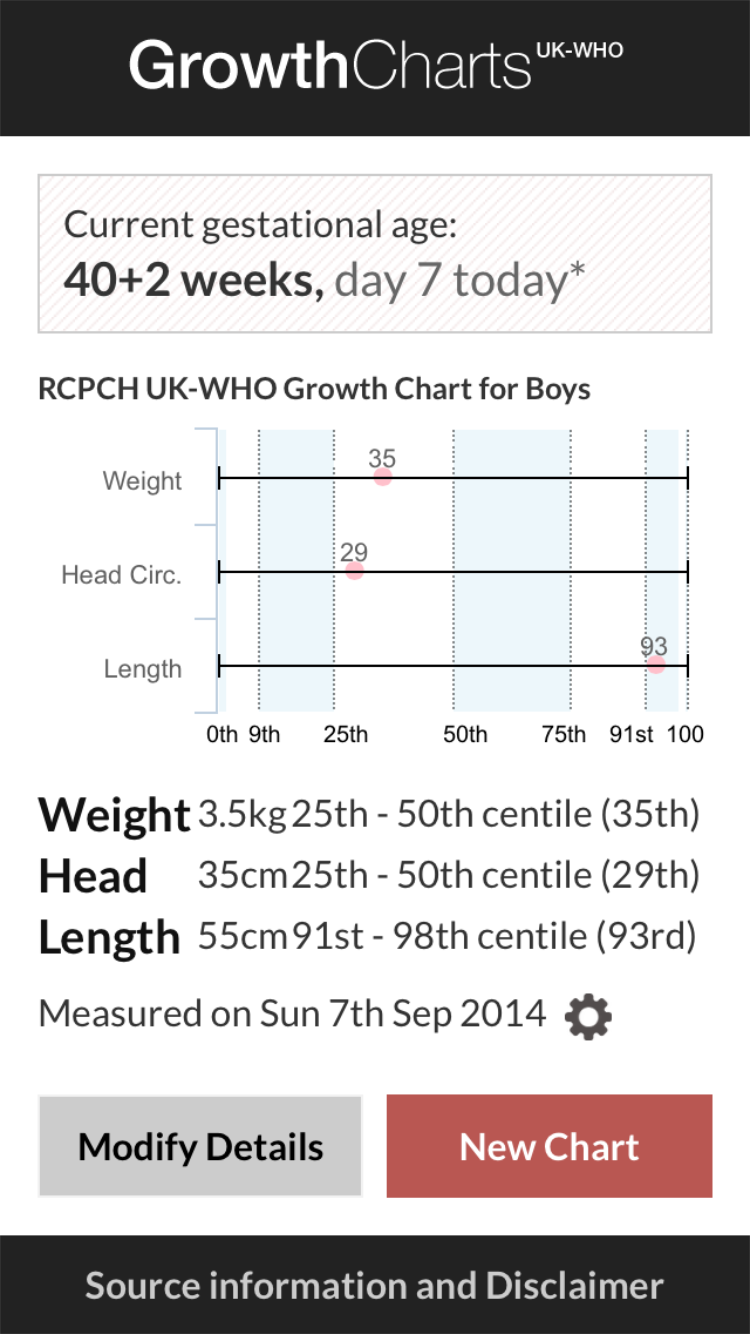 GrowthCharts UK-WHO
Current gestational age:
40+2 weeks, day 7 today*
RCPCH UK-WHO Growth Chart for Boys
Weight 35
Head Circ. 29
Length 93
0th 9th 25th 50th 75th 91st 100
Weight 3.5kg 25th - 50th centile (35th)
Head 35cm 25th - 50th centile (29th)
Length 55cm 91st - 98th centile (93rd)
Measured on Sun 7th Sep 2014
Modify Details New Chart
Source information and Disclaimer